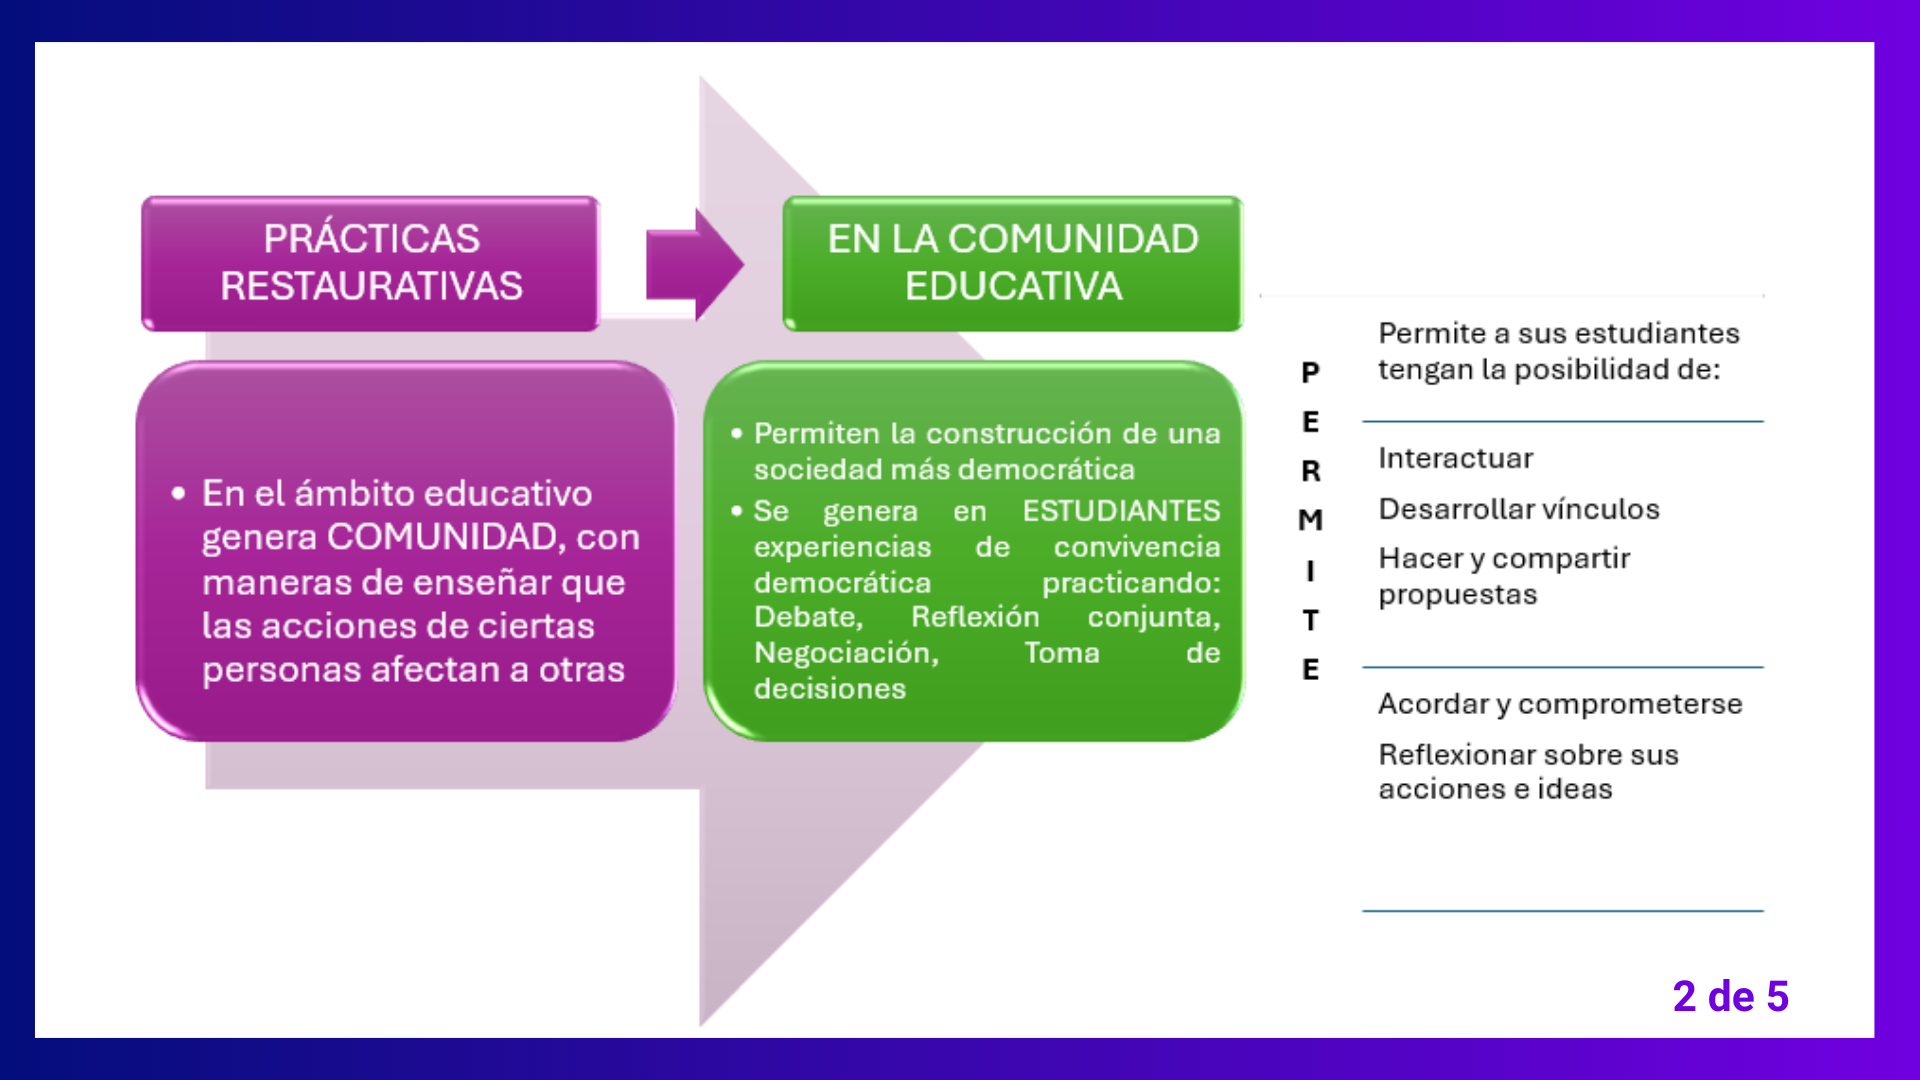 PRÁCTICAS
RESTAURATIVAS
EN LA COMUNIDAD
EDUCATIVA
• En el ámbito educativo
genera COMUNIDAD, con
maneras de enseñar que
las acciones de ciertas
personas afectan a otras
• Permiten la construcción de una
sociedad más democrática
• Se genera en ESTUDIANTES
experiencias de convivencia
democrática practicando:
Debate, Reflexión conjunta,
Negociación, Toma de
decisiones
P
E
R
M
I
T
E
Permite a sus estudiantes
tengan la posibilidad de:
Interactuar
Desarrollar vínculos
Hacer y compartir
propuestas
Acordar y comprometerse
Reflexionar sobre sus
acciones e ideas
2 de 5